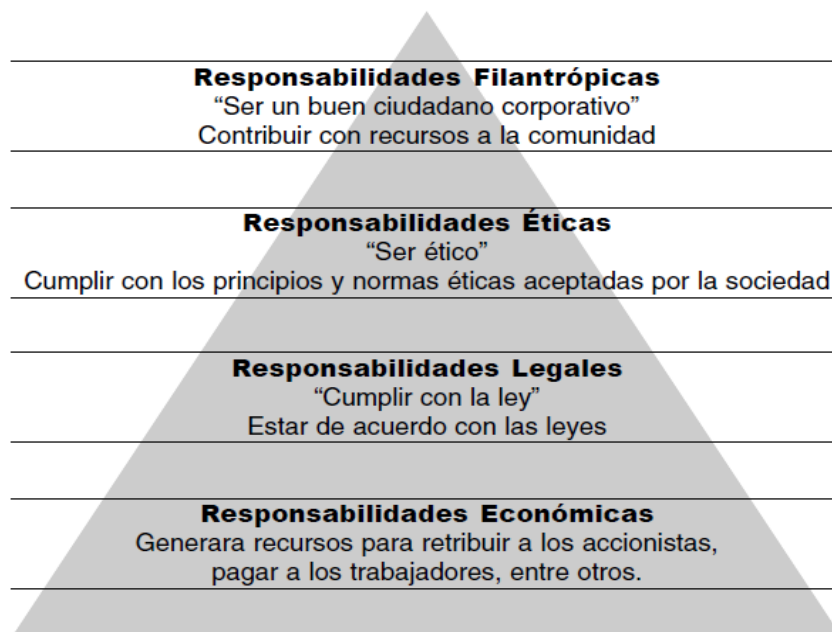 Responsabilidades Filantrópicas
“Ser un buen ciudadano corporativo”
Contribuir con recursos a la comunidad
Responsabilidades Éticas
“Ser ético”
Cumplir con los principios y normas éticas aceptadas por la sociedad
Responsabilidades Legales
“Cumplir con la ley”
Estar de acuerdo con las leyes
Responsabilidades Económicas
Generara recursos para retribuir a los accionistas,
pagar a los trabajadores, entre otros.